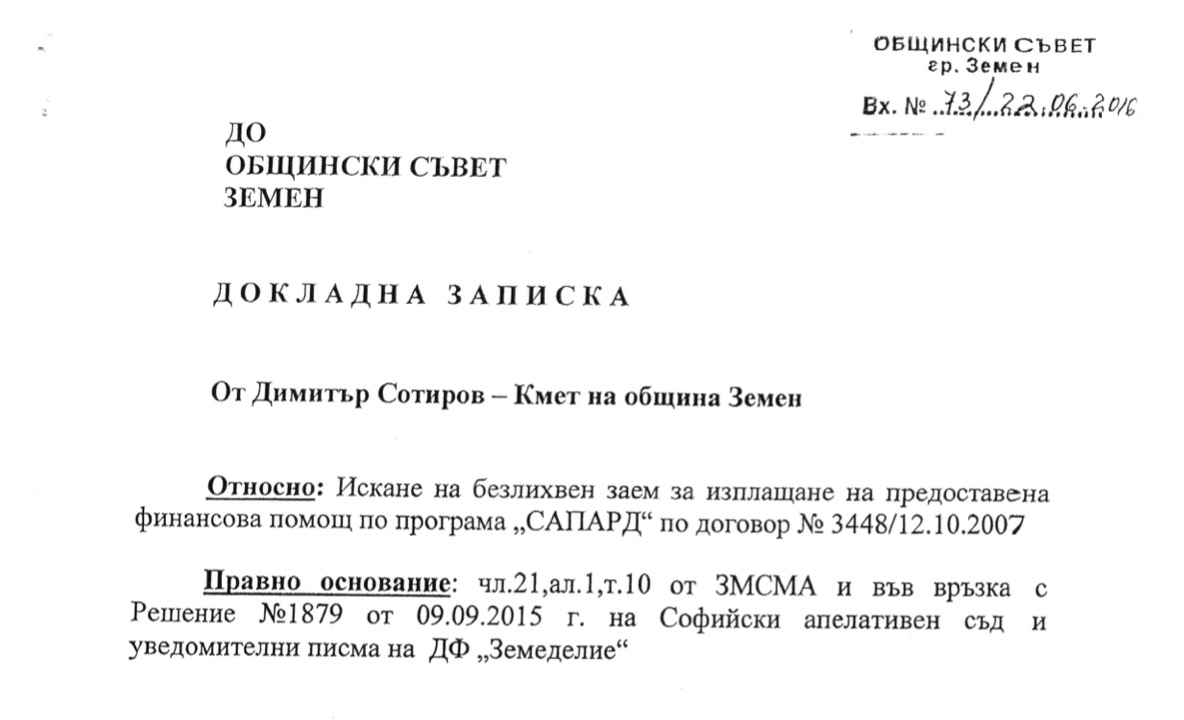 ОБЩИНСКИ СЪВЕТ
гр. Земен
Вх. № 73/22.06.2016
ДО
ОБЩИНСКИ СЪВЕТ
ЗЕМЕН
Д О К Л А Д Н А З А П И С К А
От Димитър Сотиров – Кмет на община Земен
Относно: Искане на безлихвен заем за изплащане на предоставена
финансова помощ по програма „САПАРД“ по договор № 3448/12.10.2007
Правно основание: чл.21,ал.1,т.10 от ЗМСМА и във връзка с
Решение №1879 от 09.09.2015 г. на Софийски апелативен съд и
уведомителни писма на ДФ „Земеделие“